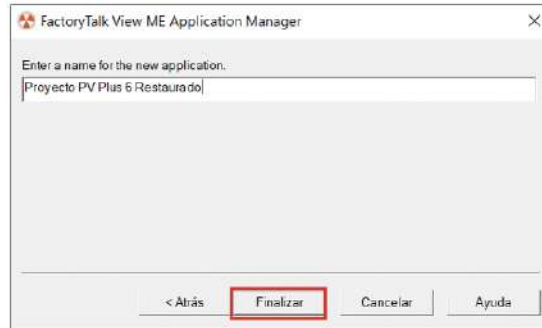 FactoryTalk View ME Application Manager
Enter a name for the new application.
Proyecto PV Plus 6 Restaurado
< Atrás
Finalizar
Cancelar
Ayuda